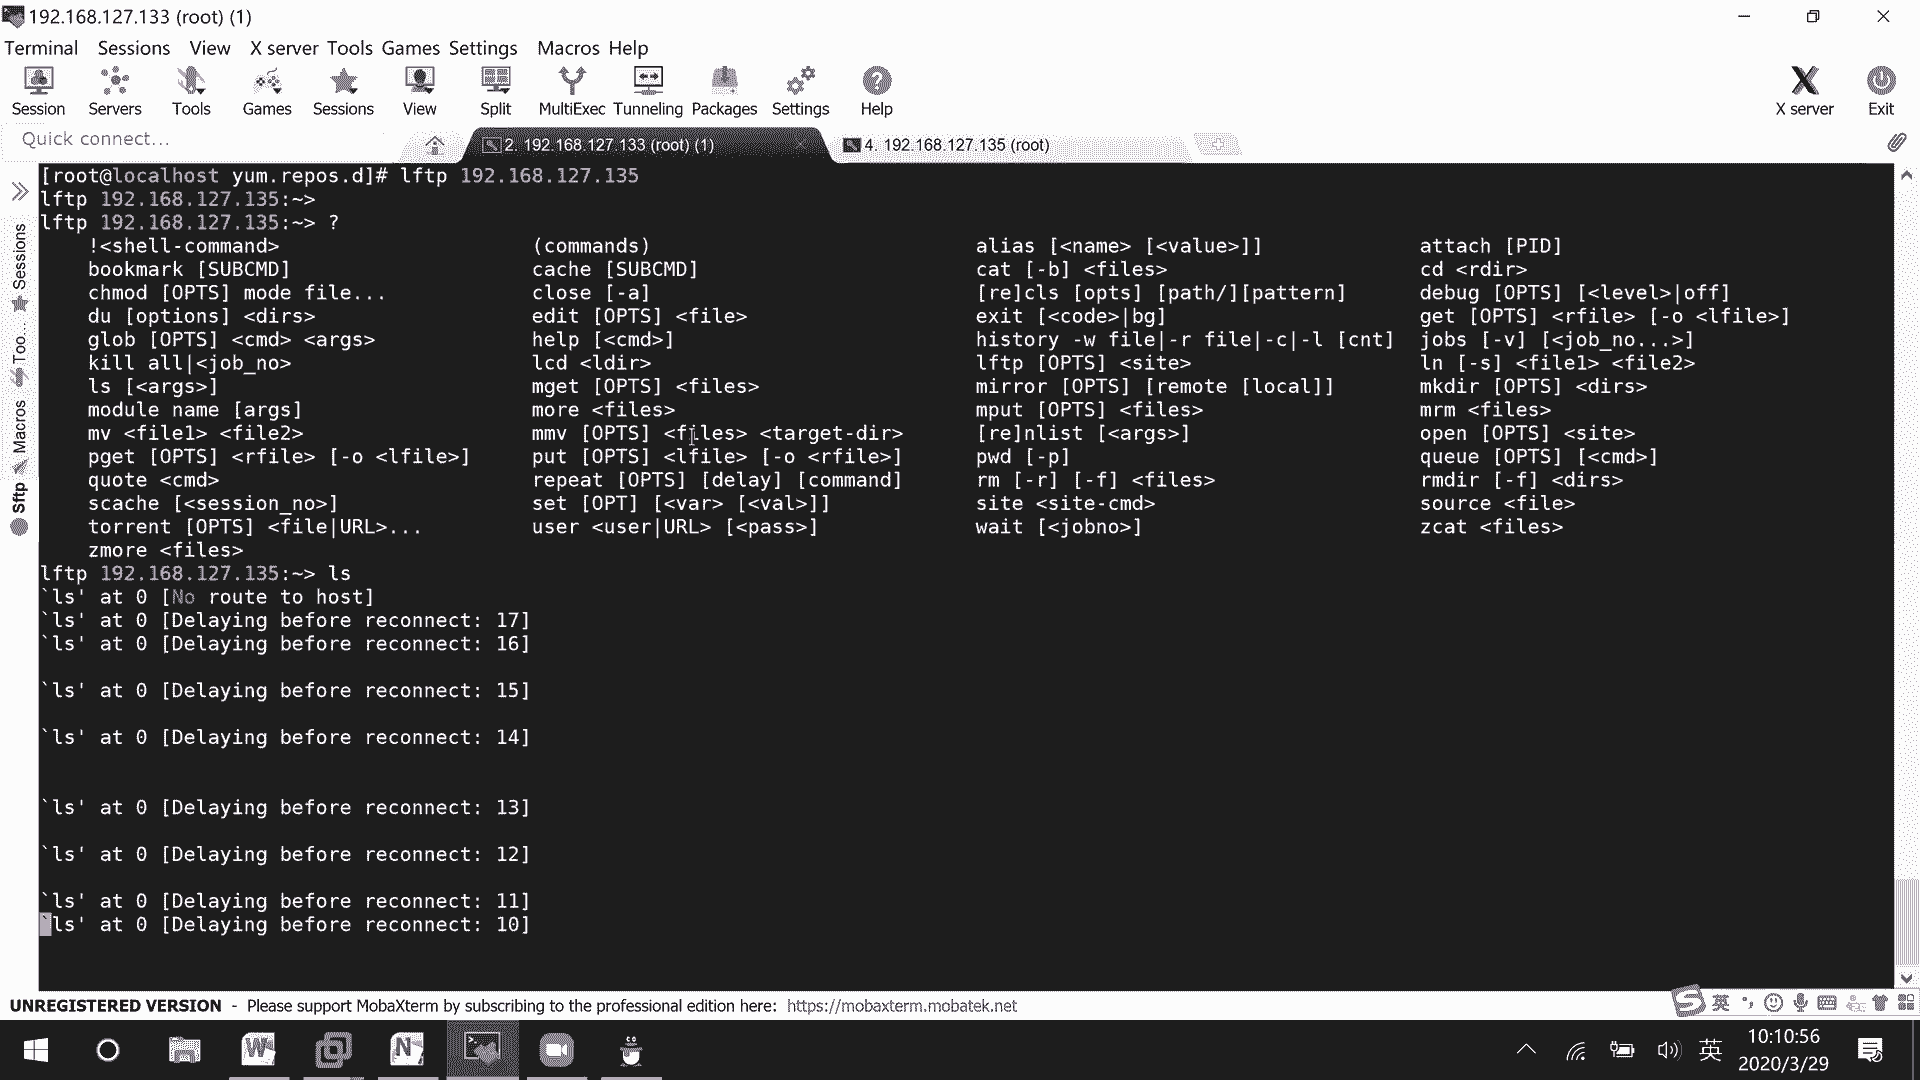 192.168.127.133 (root) (1)
Terminal Sessions View X server Tools Games Settings Macros Help
Session Servers Tools Games Sessions View Split MultiExec Tunneling Packages Settings Help X server Exit
Quick connect...
2. 192.168.127.133 (root) (1)
4. 192.168.127.135 (root)
Sessions
Too...
Macros
Sftp
[root@localhost yum.repos.d]# lftp 192.168.127.135
lftp 192.168.127.135:~>
lftp 192.168.127.135:~> ?
!<shell-command> (commands) alias [<name> [<value>]] attach [PID]
bookmark [SUBCMD] cache [SUBCMD] cat [-b] <files> cd <rdir>
chmod [OPTS] mode file... close [-a] [re]cls [opts] [path/][pattern] debug [OPTS] [<level>|off]
du [options] <dirs> edit [OPTS] <file> exit [<code>|bg] get [OPTS] <rfile> [-o <lfile>]
glob [OPTS] <cmd> <args> help [<cmd>] history -w file|-r file|-c|-l [cnt] jobs [-v] [<job_no...>]
kill all|<job_no> lcd <ldir> lftp [OPTS] <site> ln [-s] <file1> <file2>
ls [<args>] mget [OPTS] <files> mirror [OPTS] [remote [local]] mkdir [OPTS] <dirs>
module name [args] more <files> mput [OPTS] <files> mrm <files>
mv <file1> <file2> mmv [OPTS] <files> <target-dir> [re]nlist [<args>] open [OPTS] <site>
pget [OPTS] <rfile> [-o <lfile>] put [OPTS] <lfile> [-o <rfile>] pwd [-p] queue [OPTS] [<cmd>]
quote <cmd> repeat [OPTS] [delay] [command] rm [-r] [-f] <files> rmdir [-f] <dirs>
scache [<session_no>] set [OPT] [<var> [<val>]] site <site-cmd> source <file>
torrent [OPTS] <file|URL>... user <user|URL> [<pass>] wait [<jobno>] zcat <files>
zmore <files>
lftp 192.168.127.135:~> ls
`ls' at 0 [No route to host]
`ls' at 0 [Delaying before reconnect: 17]
`ls' at 0 [Delaying before reconnect: 16]
`ls' at 0 [Delaying before reconnect: 15]
`ls' at 0 [Delaying before reconnect: 14]
`ls' at 0 [Delaying before reconnect: 13]
`ls' at 0 [Delaying before reconnect: 12]
`ls' at 0 [Delaying before reconnect: 11]
`ls' at 0 [Delaying before reconnect: 10]
UNREGISTERED VERSION - Please support MobaXterm by subscribing to the professional edition here: https://mobaxterm.mobatek.net
英
英
10:10:56
2020/3/29